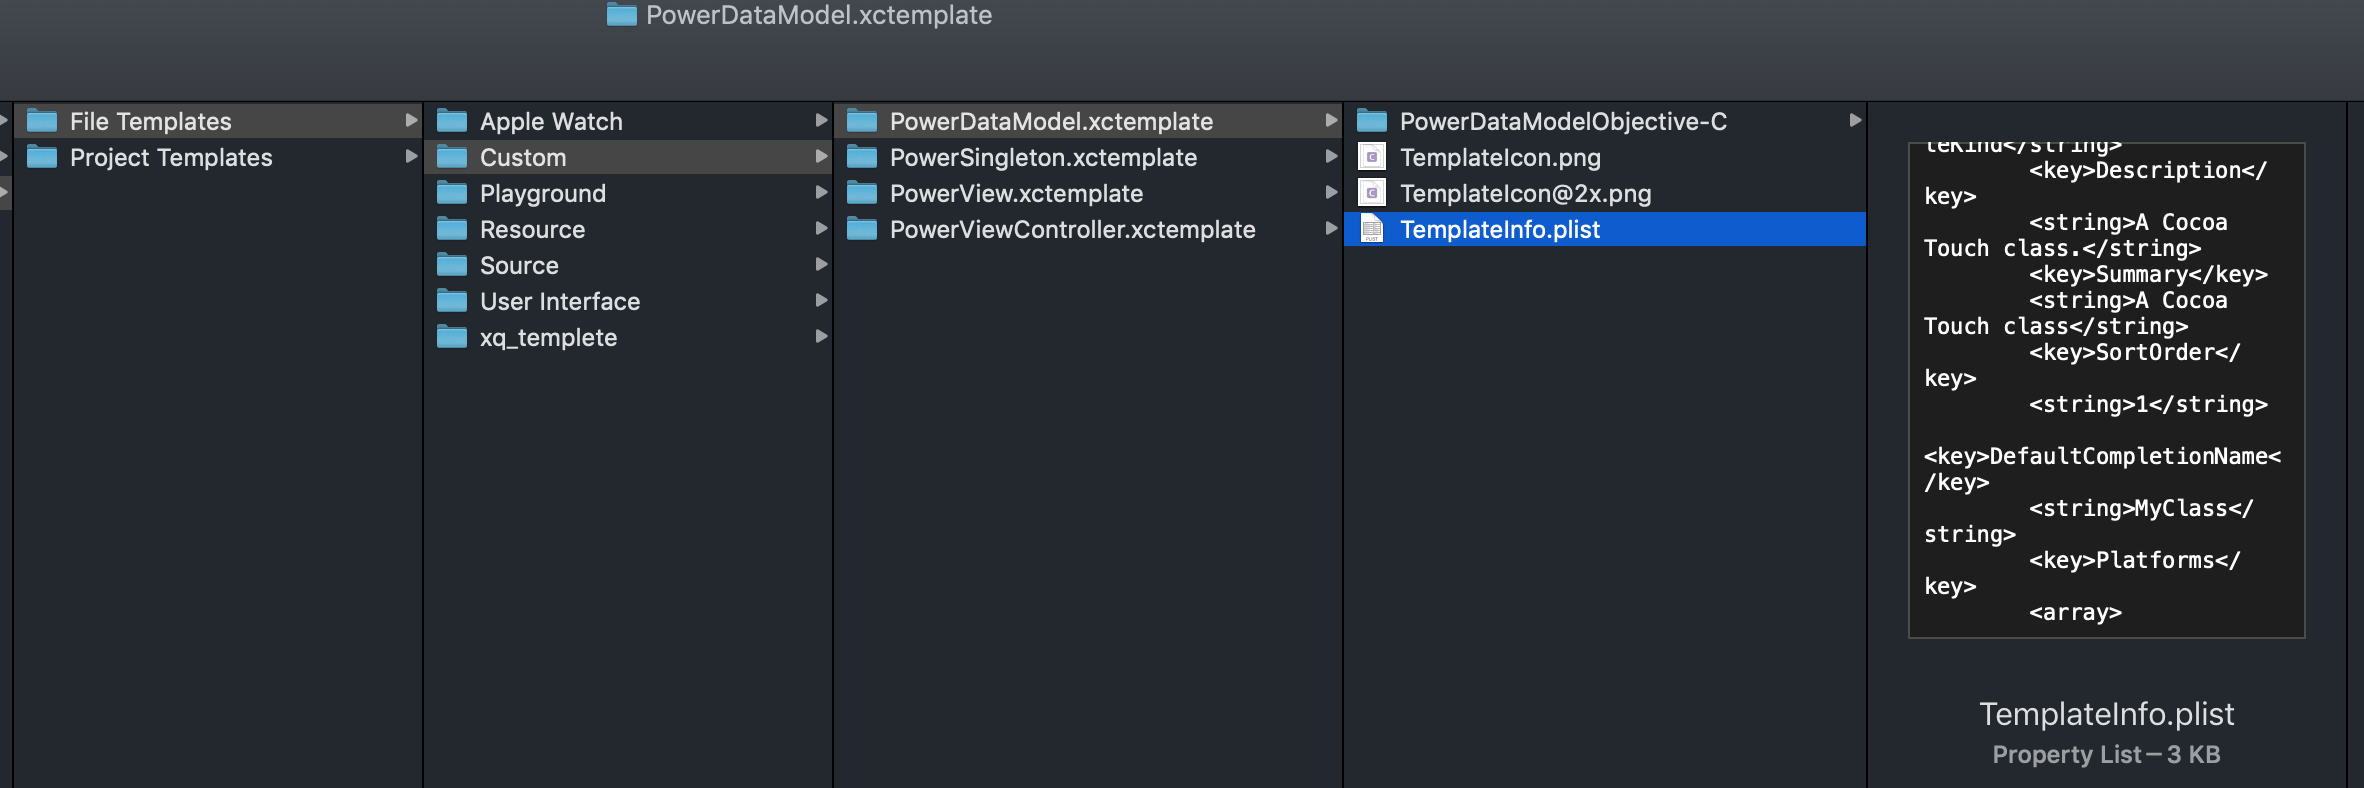 PowerDataModel.xctemplate
File Templates
Project Templates
Apple Watch
Custom
Playground
Resource
Source
User Interface
xq_templete
PowerDataModel.xctemplate
PowerSingleton.xctemplate
PowerView.xctemplate
PowerViewController.xctemplate
PowerDataModelObjective-C
TemplateIcon.png
TemplateIcon@2x.png
TemplateInfo.plist
teKind</string>
<key>Description</
key>
<string>A Cocoa
Touch class.</string>
<key>Summary</key>
<string>A Cocoa
Touch class</string>
<key>SortOrder</
key>
<string>1</string>
<key>DefaultCompletionName<
/key>
<string>MyClass</
string>
<key>Platforms</
key>
<array>
TemplateInfo.plist
Property List – 3 KB